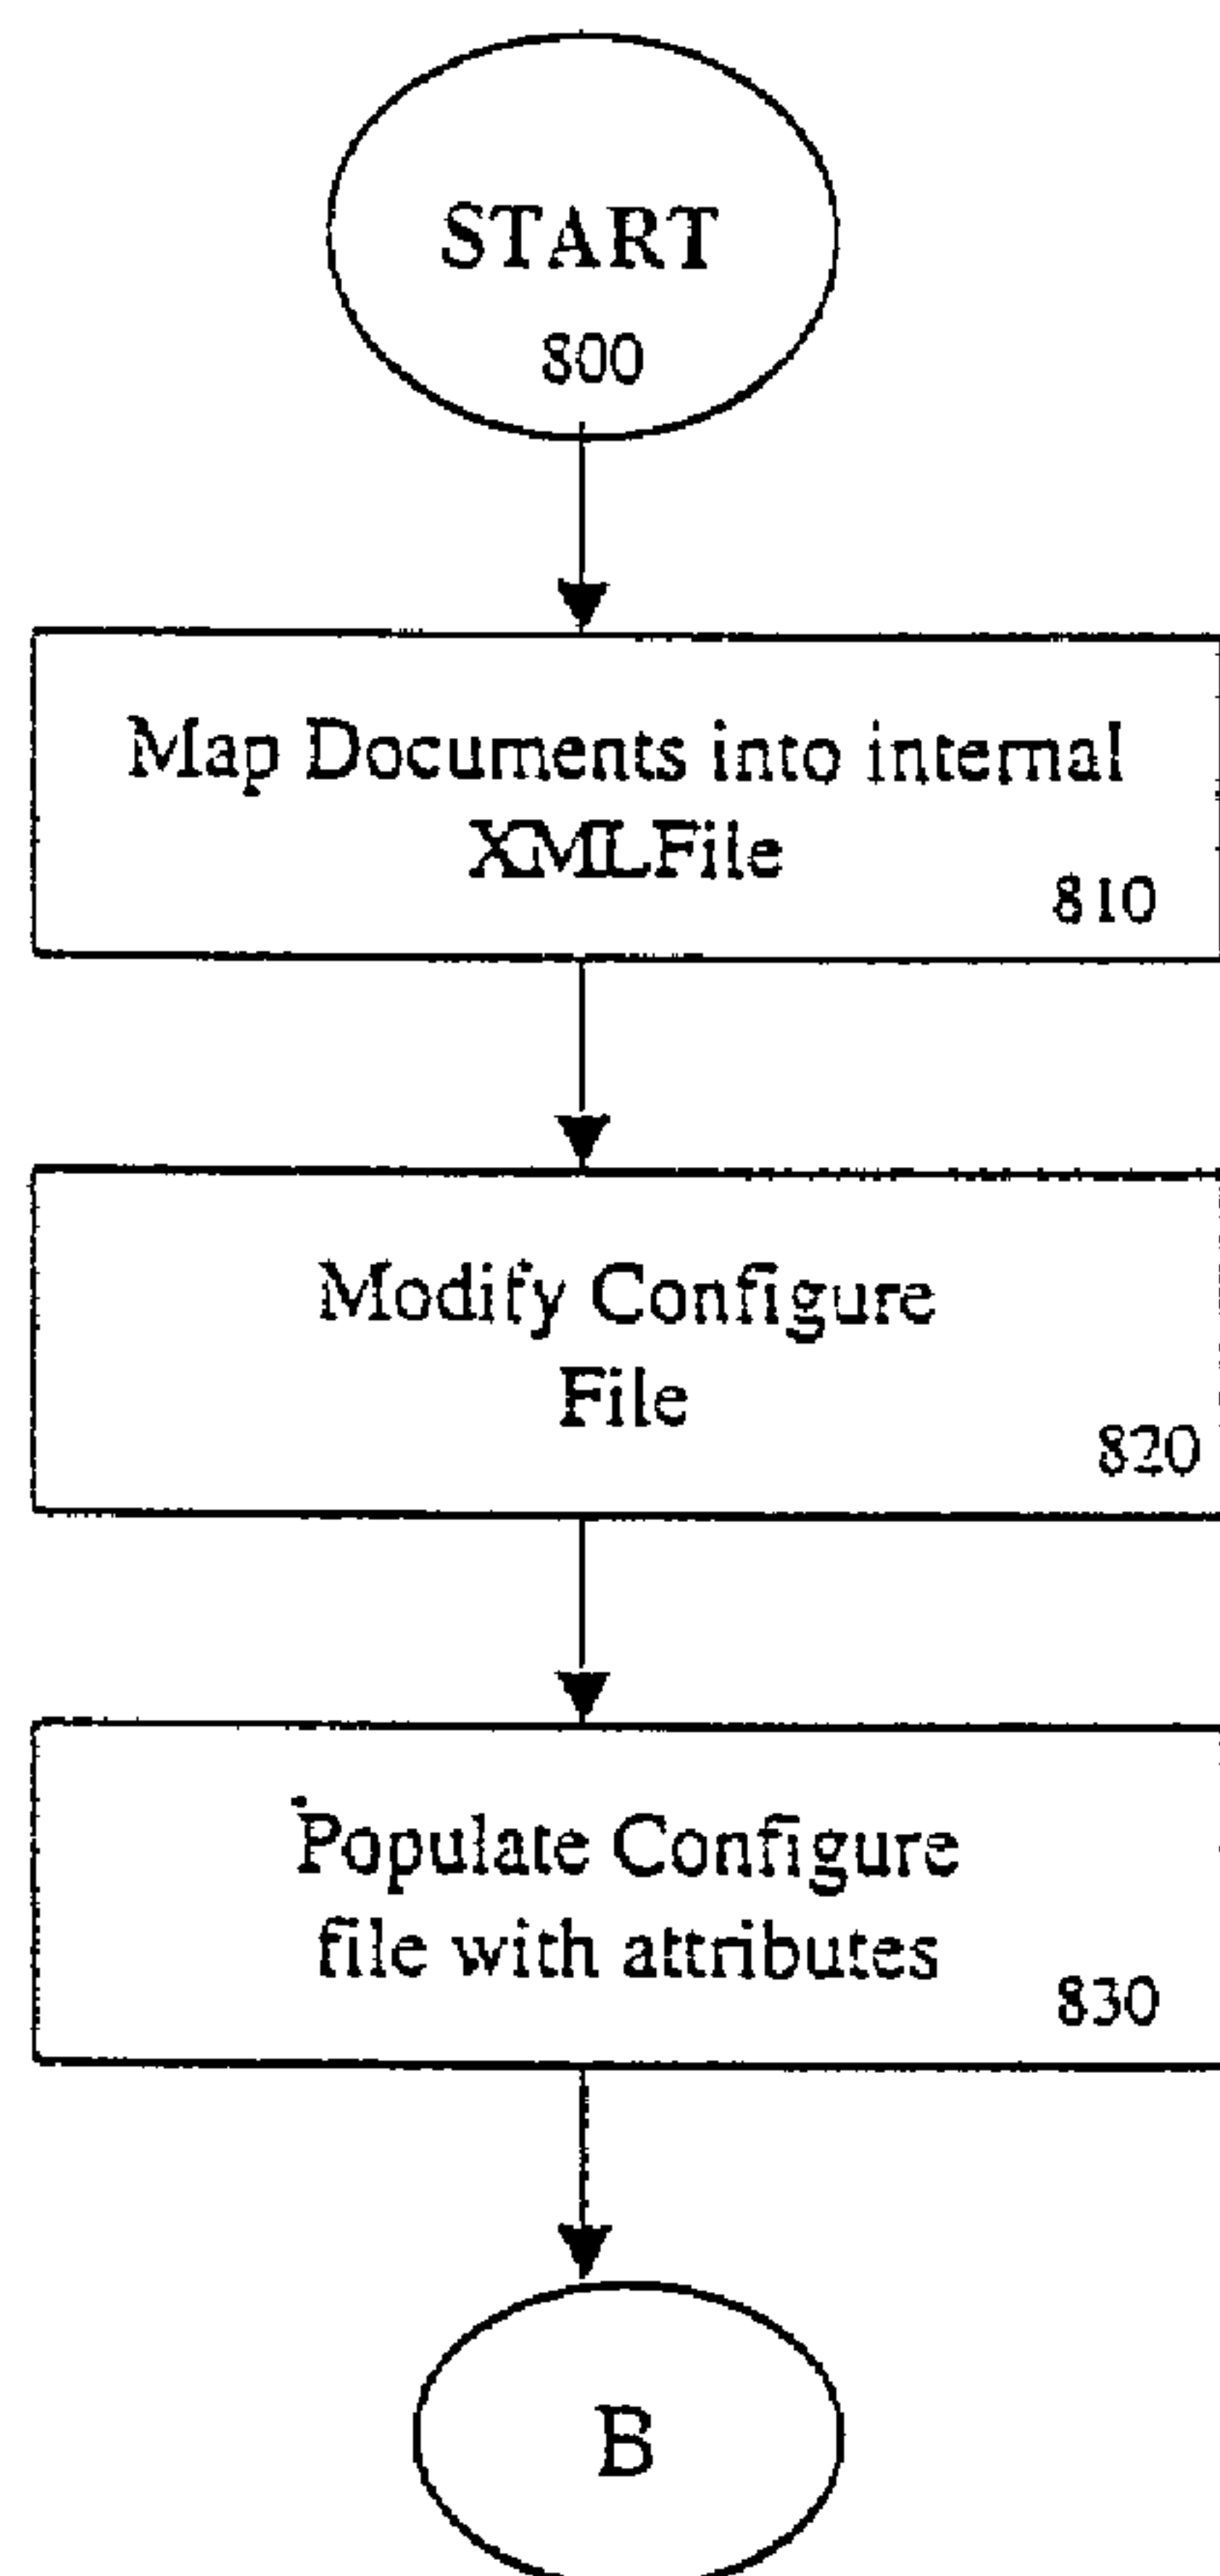 START
800
Map Documents into internal
XMLFile
810
Modify Configure
File
820
Populate Configure
file with attributes
830
B